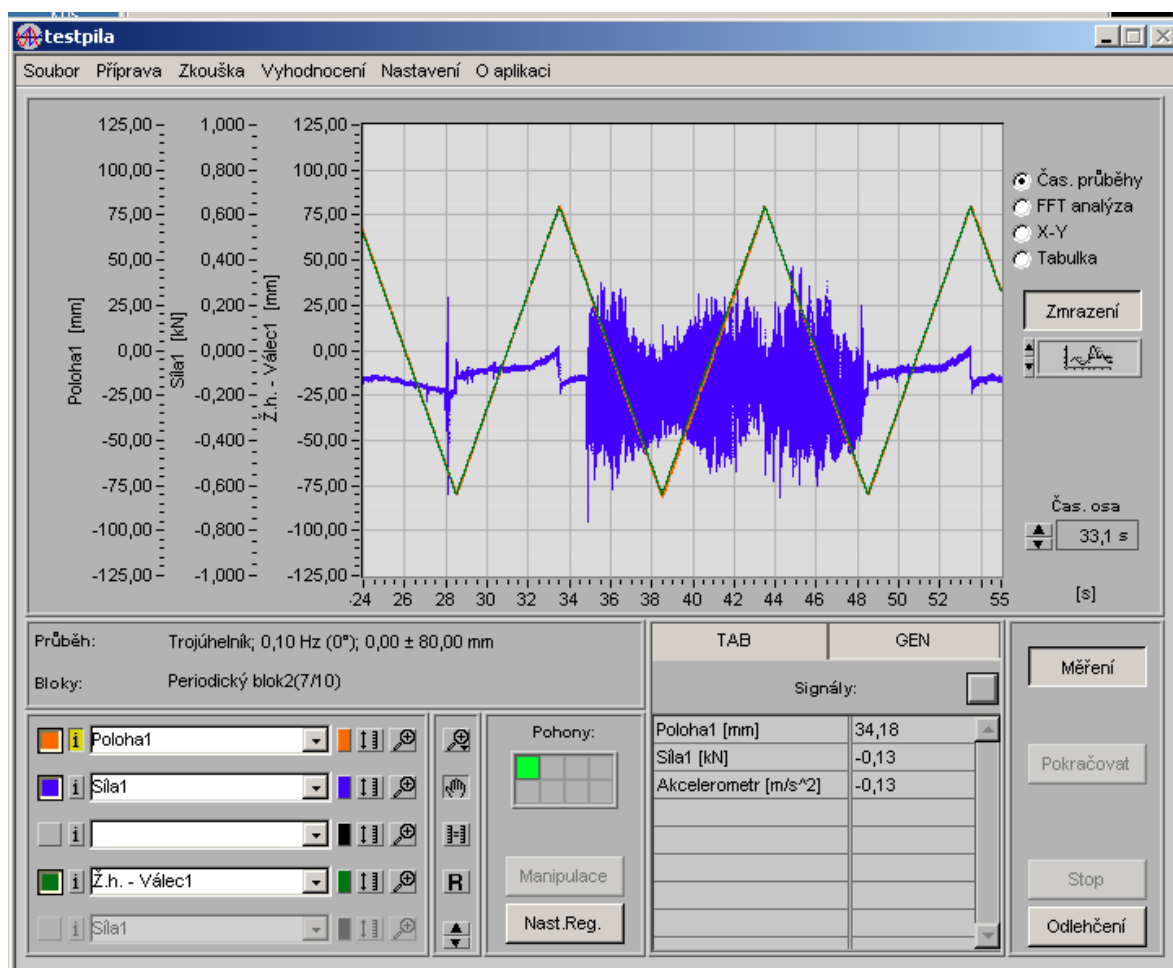 testpila
Soubor Příprava Zkouška Vyhodnocení Nastavení O aplikaci
125,00 1,000 125,00
100,00 0,800 100,00
75,00 0,600 75,00
50,00 0,400 50,00
25,00 0,200 25,00
0,00 0,000 0,00
-25,00 -0,200 -25,00
-50,00 -0,400 -50,00
-75,00 -0,600 -75,00
-100,00 -0,800 -100,00
-125,00 -1,000 -125,00
Poloha1 [mm]
Síla1 [kN]
Ž.h. - Válec1 [mm]
24 26 28 30 32 34 36 38 40 42 44 46 48 50 52 55
[s]
Čas. průběhy
FFT analýza
X-Y
Tabulka
Zmrazení
Čas. osa
33,1 s
Průběh: Trojúhelník; 0,10 Hz (0°); 0,00 ± 80,00 mm
Bloky: Periodický blok2(7/10)
TAB GEN
Signály:
Poloha1 [mm] 34,18
Síla1 [kN] -0,13
Akcelerometr [m/s^2] -0,13
i Poloha1
i Síla1
i
i Ž.h. - Válec1
i Síla1
R
Pohony:
Manipulace
Nast.Reg.
Měření
Pokračovat
Stop
Odlehčení